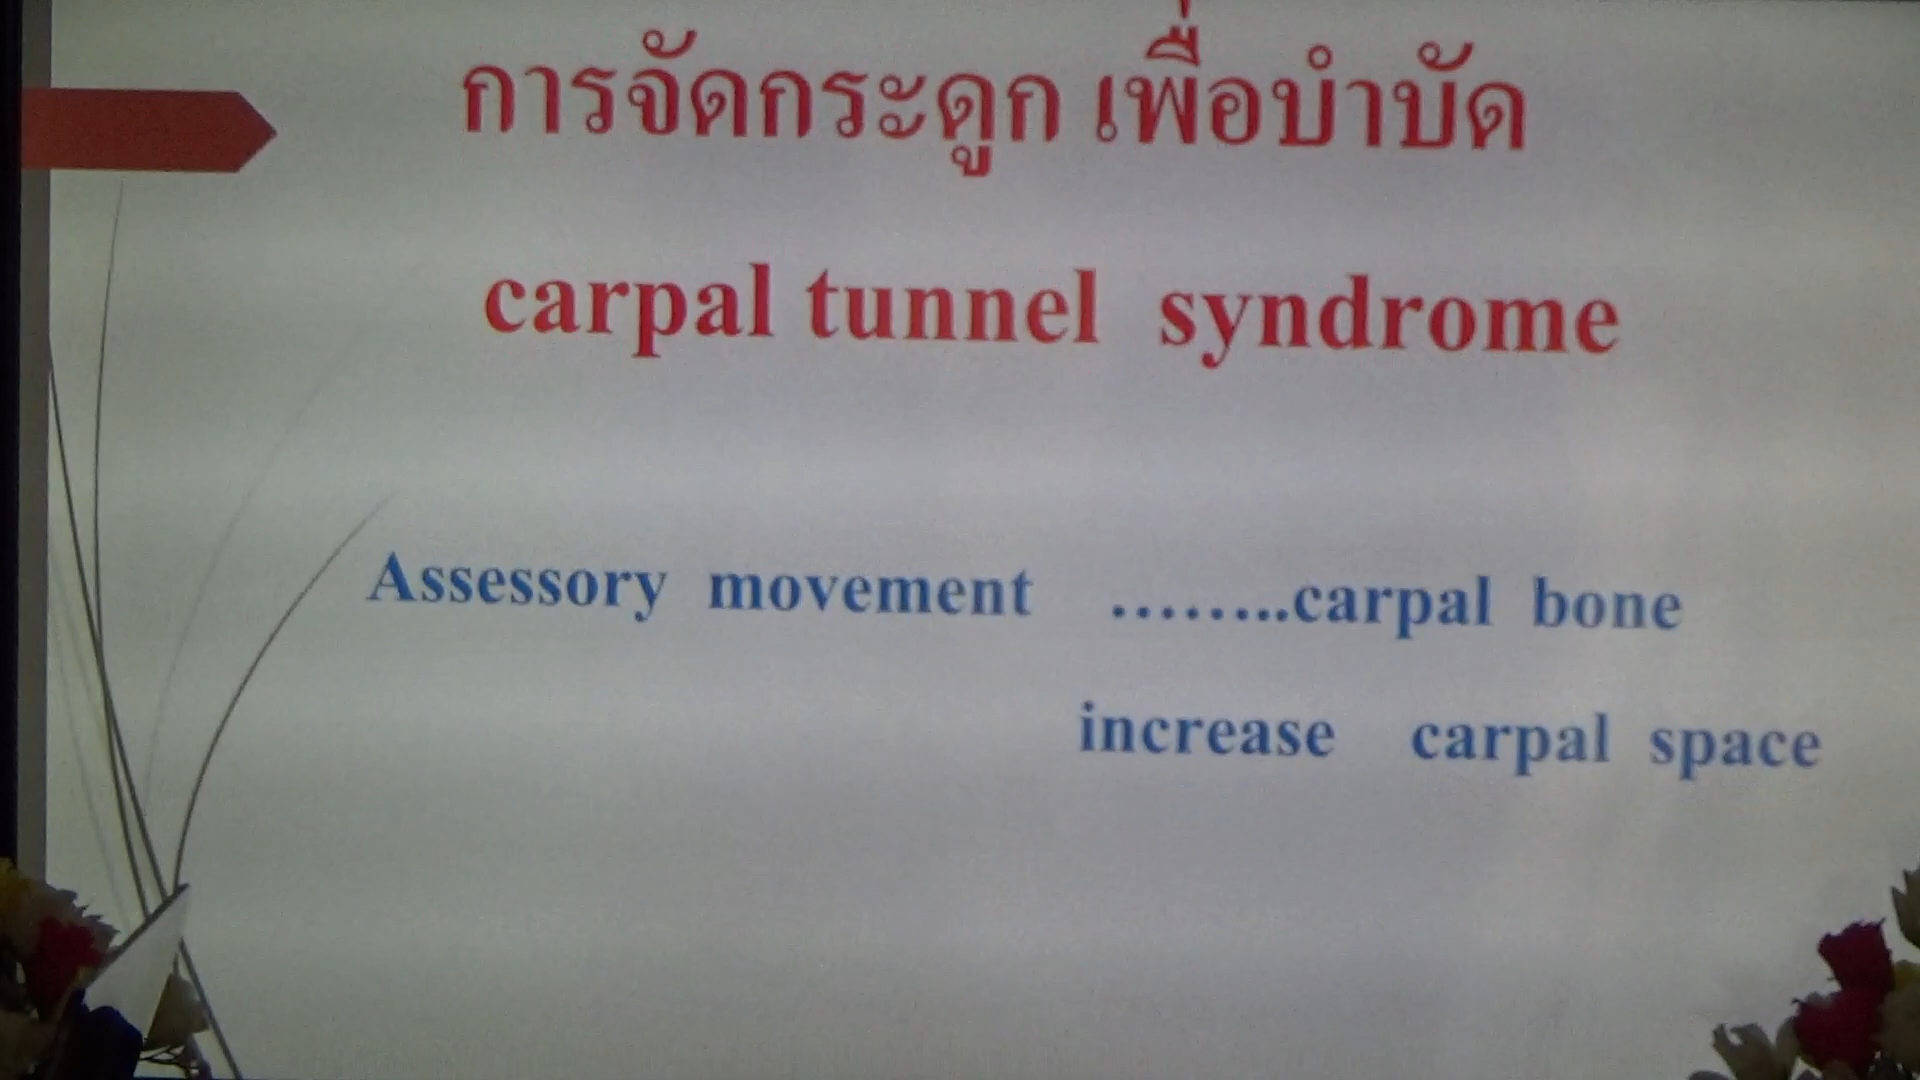 การจัดกระดูก เพื่อบำบัด
carpal tunnel syndrome
Assessory movement ........carpal bone
increase carpal space